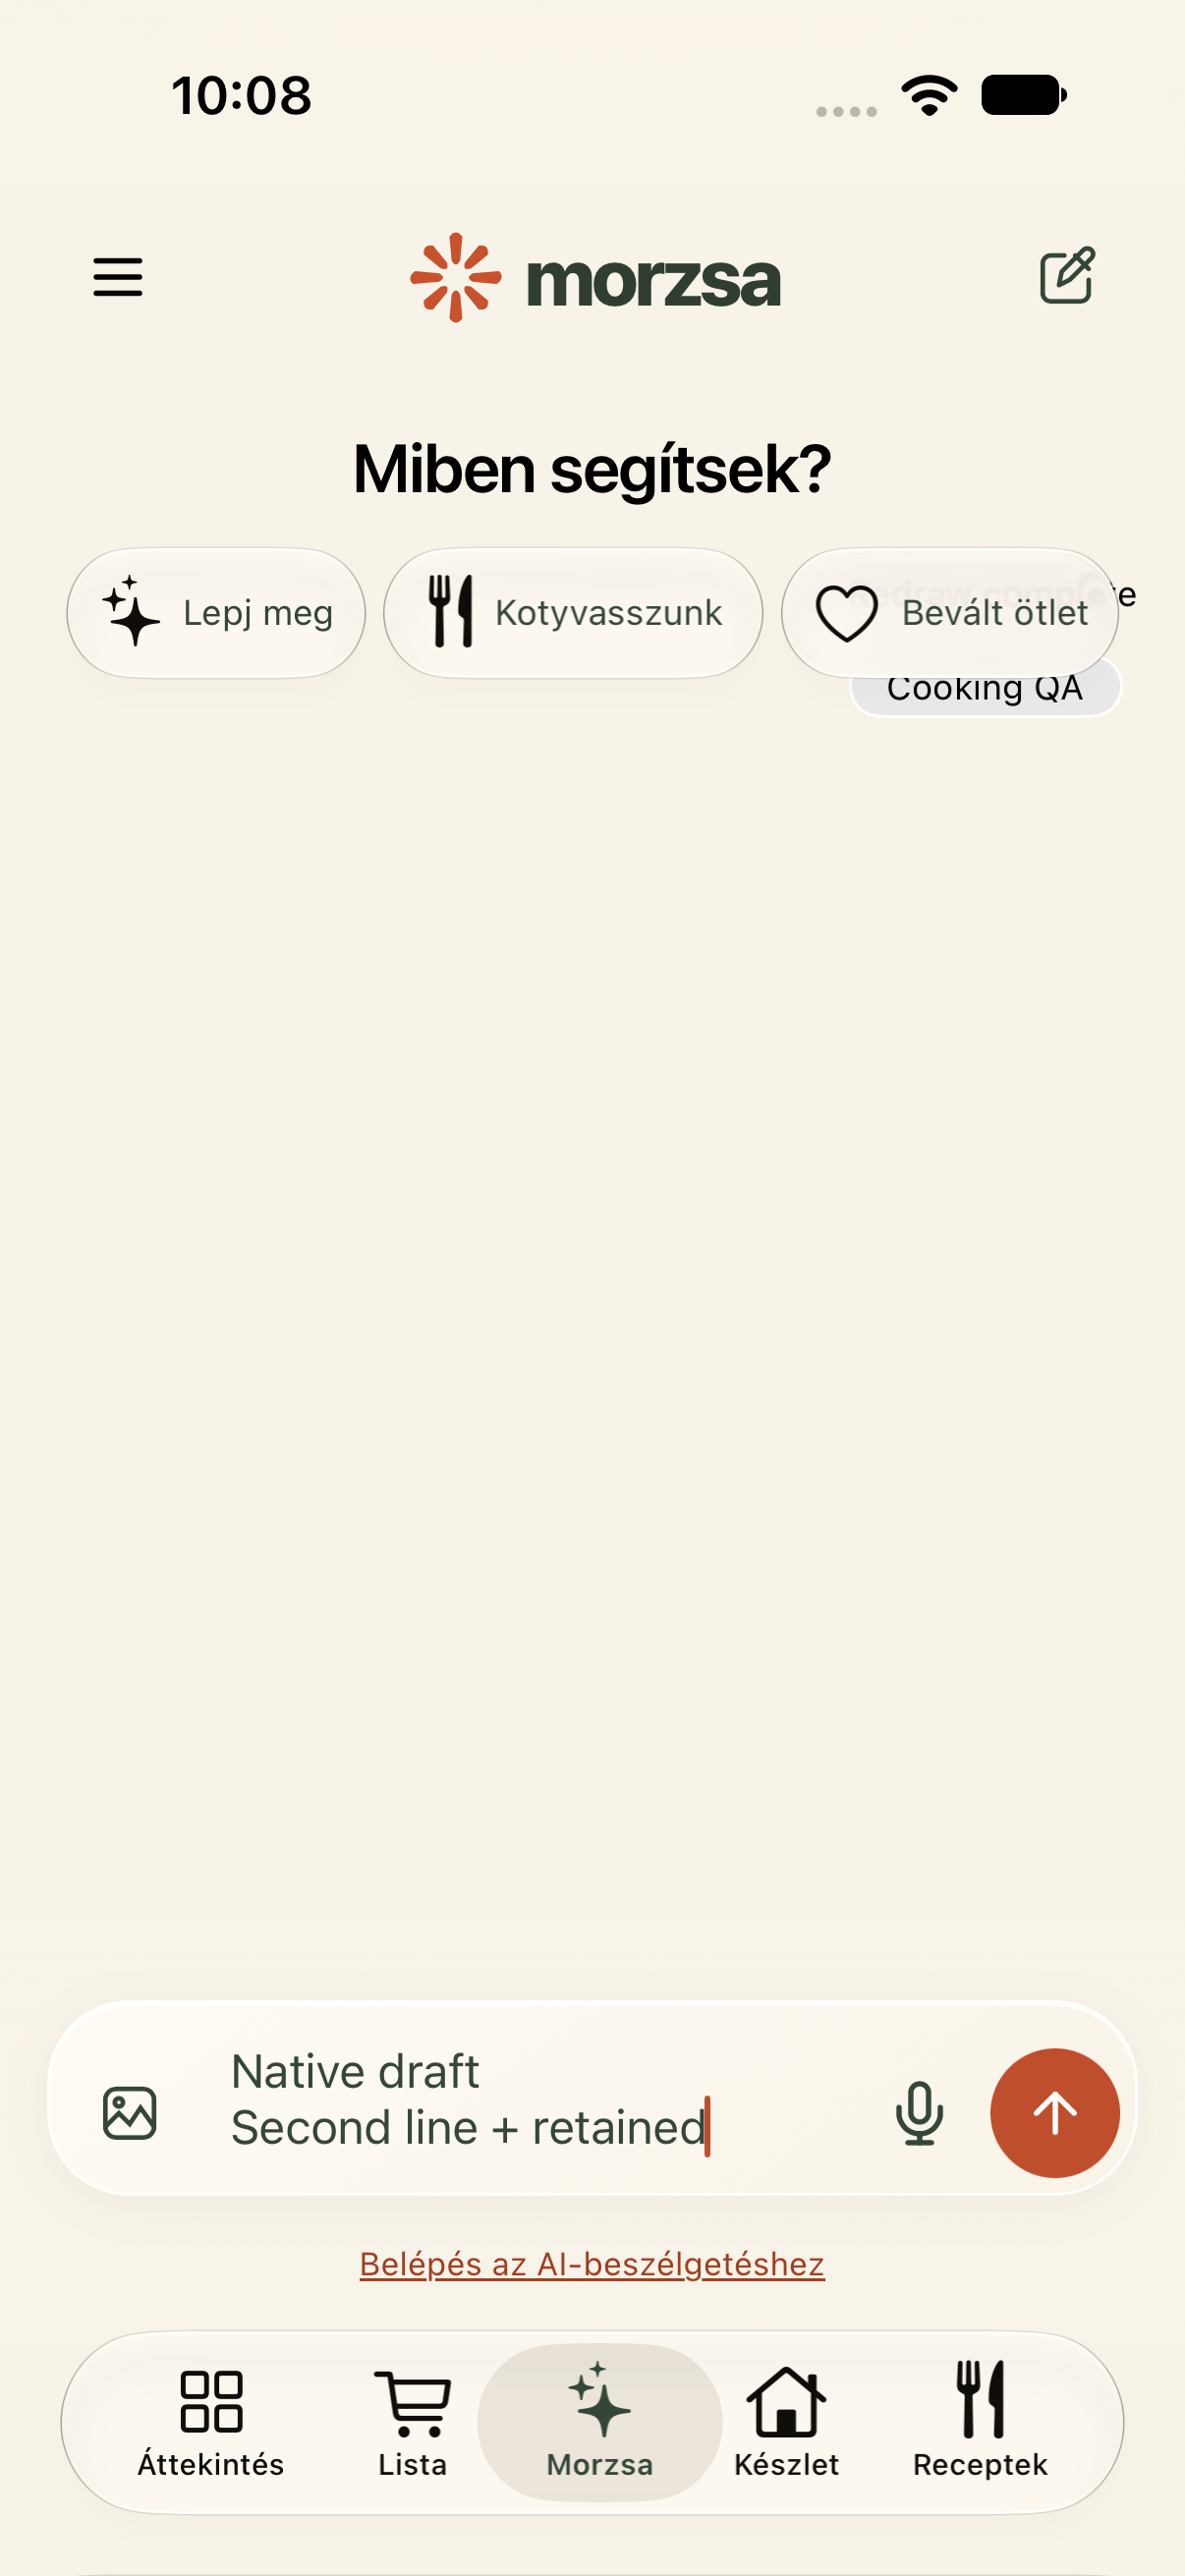 10:08
morzsa
Miben segítsek?
Lepj meg
Kotyvasszunk
Bevált ötlet
Cooking QA
Native draft
Second line + retained
Belépés az AI-beszélgetéshez
Áttekintés
Lista
Morzsa
Készlet
Receptek